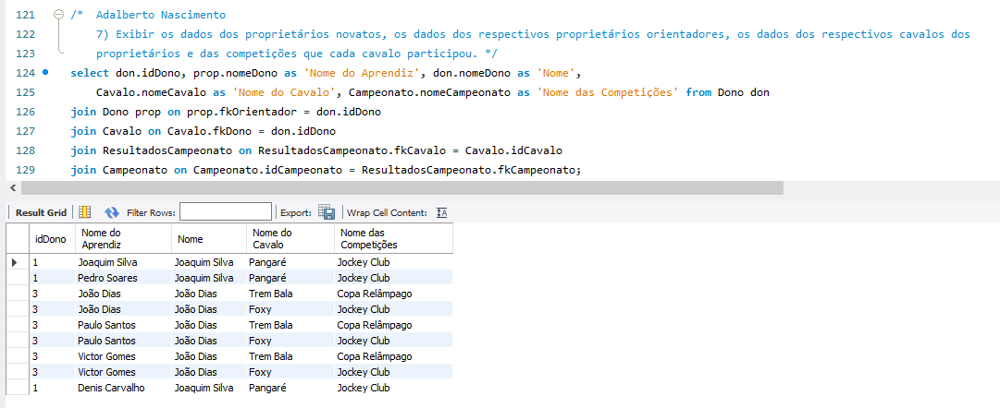 121 /* Adalberto Nascimento
122 7) Exibir os dados dos proprietários novatos, os dados dos respectivos proprietários orientadores, os dados dos respectivos cavalos dos
123 proprietários e das competições que cada cavalo participou. */
124 select don.idDono, prop.nomeDono as 'Nome do Aprendiz', don.nomeDono as 'Nome',
125 Cavalo.nomeCavalo as 'Nome do Cavalo', Campeonato.nomeCampeonato as 'Nome das Competições' from Dono don
126 join Dono prop on prop.fkOrientador = don.idDono
127 join Cavalo on Cavalo.fkDono = don.idDono
128 join ResultadosCampeonato on ResultadosCampeonato.fkCavalo = Cavalo.idCavalo
129 join Campeonato on Campeonato.idCampeonato = ResultadosCampeonato.fkCampeonato;
Result Grid Filter Rows: Export: Wrap Cell Content: IA
idDono Nome do Aprendiz Nome Nome do Cavalo Nome das Competições
1 Joaquim Silva Joaquim Silva Pangaré Jockey Club
1 Pedro Soares Joaquim Silva Pangaré Jockey Club
3 João Dias João Dias Trem Bala Copa Relâmpago
3 João Dias João Dias Foxy Jockey Club
3 Paulo Santos João Dias Trem Bala Copa Relâmpago
3 Paulo Santos João Dias Foxy Jockey Club
3 Victor Gomes João Dias Trem Bala Copa Relâmpago
3 Victor Gomes João Dias Foxy Jockey Club
1 Denis Carvalho Joaquim Silva Pangaré Jockey Club